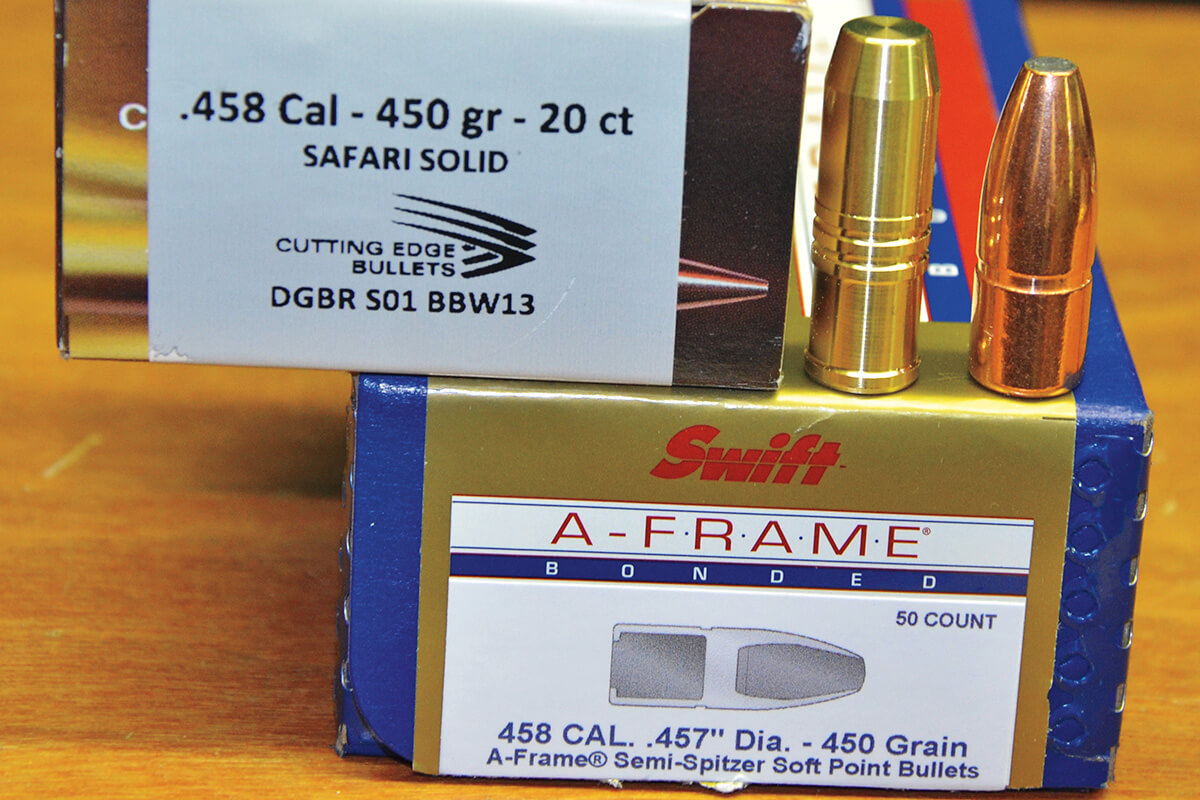 .458 Cal - 450 gr - 20 ct
SAFARI SOLID
CUTTING EDGE
BULLETS
DGBR S01 BBW13
Swift
A-F·R·A·M·E®
BONDED
50 COUNT
458 CAL. .457" Dia. - 450 Grain
A-Frame® Semi-Spitzer Soft Point Bullets